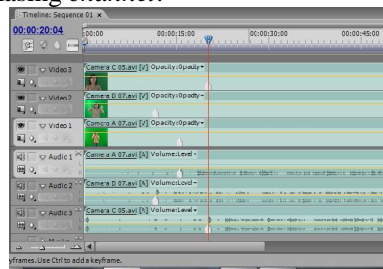 Timeline: Sequence 01 ×
00:00:20:04
:00:00 00:00:15:00 00:00:30:00 00:00:45:00
Video 3 Camera C 05.avi [V] Opacity:Opacity
Video 2 Camera D 07.avi [V] Opacity:Opacity
Video 1 Camera A 07.avi [V] Opacity:Opacity
Audio 1 Camera A 07.avi [A] Volume:Level
Audio 2 Camera D 07.avi [A] Volume:Level
Audio 3 Camera C 05.avi [A] Volume:Level
yframes. Use Ctrl to add a keyframe.